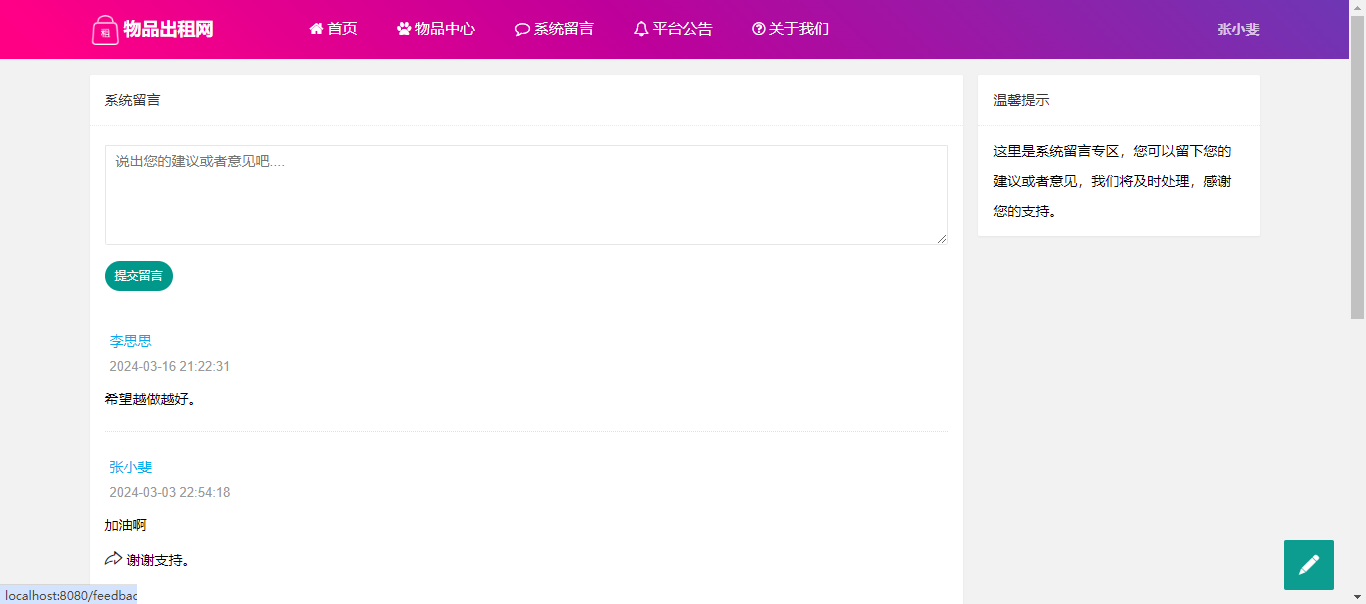 租 物品出租网 首页 物品中心 系统留言 平台公告 关于我们 张小斐
系统留言
说出您的建议或者意见吧....
提交留言
李思思
2024-03-16 21:22:31
希望越做越好。
张小斐
2024-03-03 22:54:18
加油啊
谢谢支持。
温馨提示
这里是系统留言专区，您可以留下您的
建议或者意见，我们将及时处理，感谢
您的支持。
localhost:8080/feedbac